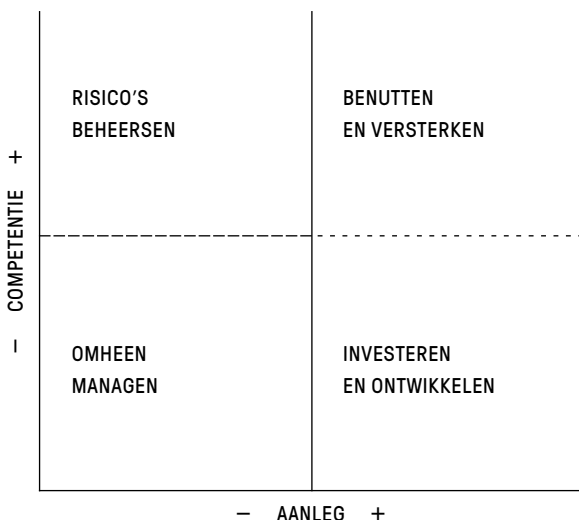 RISICO'S
BEHEERSEN
BENUTTEN
EN VERSTERKEN
− COMPETENTIE +
OMHEEN
MANAGEN
INVESTEREN
EN ONTWIKKELEN
− AANLEG +